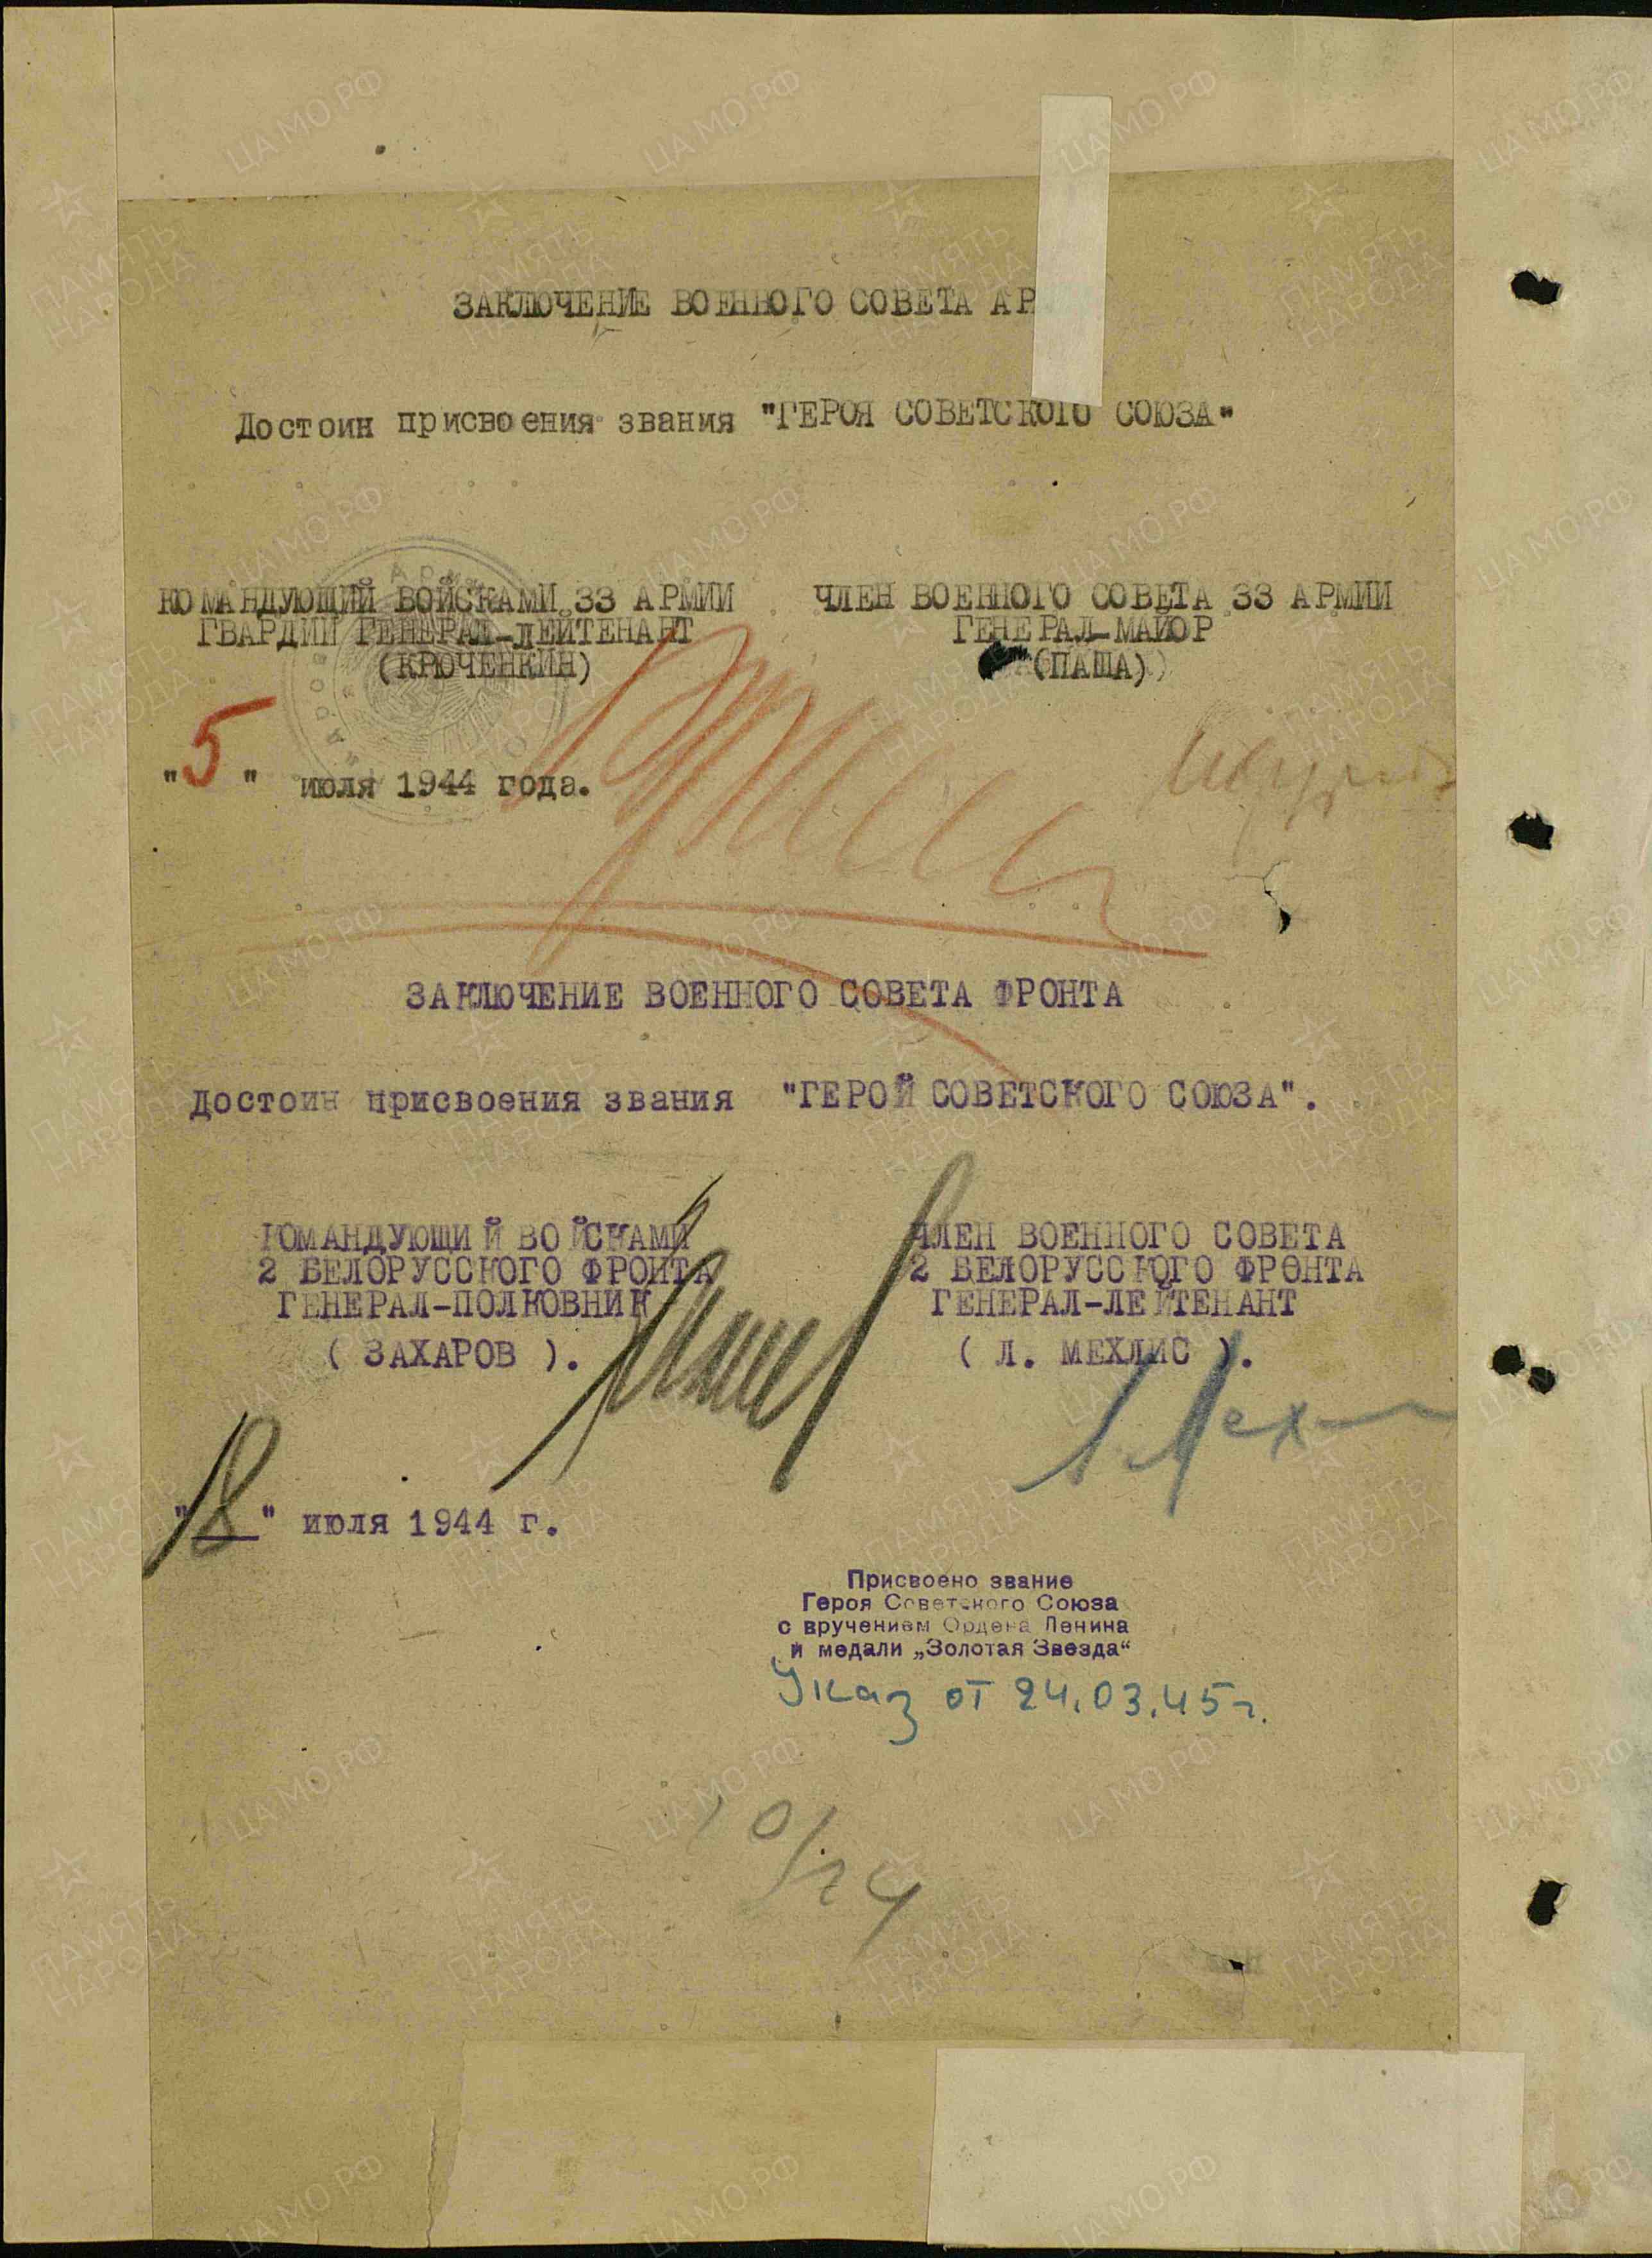 ЗАКЛЮЧЕНИЕ ВОЕННОГО СОВЕТА АР
Достоин присвоения звания "ГЕРОЯ СОВЕТСКОГО СОЮЗА"
КОМАНДУЮЩИЙ ВОЙСКАМИ 33 АРМИИ
ГВАРДИИ ГЕНЕРАЛ-ЛЕЙТЕНАНТ
(КРЮЧЕНКИН)
ЧЛЕН ВОЕННОГО СОВЕТА 33 АРМИИ
ГЕНЕРАЛ-МАЙОР
(ПАША)
"5" июля 1944 года.
ЗАКЛЮЧЕНИЕ ВОЕННОГО СОВЕТА ФРОНТА
достоин присвоения звания "ГЕРОЙ СОВЕТСКОГО СОЮЗА".
КОМАНДУЮЩИЙ ВОЙСКАМИ
2 БЕЛОРУССКОГО ФРОНТА
ГЕНЕРАЛ-ПОЛКОВНИК
( ЗАХАРОВ ).
ЧЛЕН ВОЕННОГО СОВЕТА
2 БЕЛОРУССКОГО ФРОНТА
ГЕНЕРАЛ-ЛЕЙТЕНАНТ
( Л. МЕХЛИС ).
"18" июля 1944 г.
Присвоено звание
Героя Советского Союза
с вручением Ордена Ленина
и медали „Золотая Звезда“
Указ от 24.03.45 г.
ПАМЯТЬ НАРОДА
ЦАМО РФ